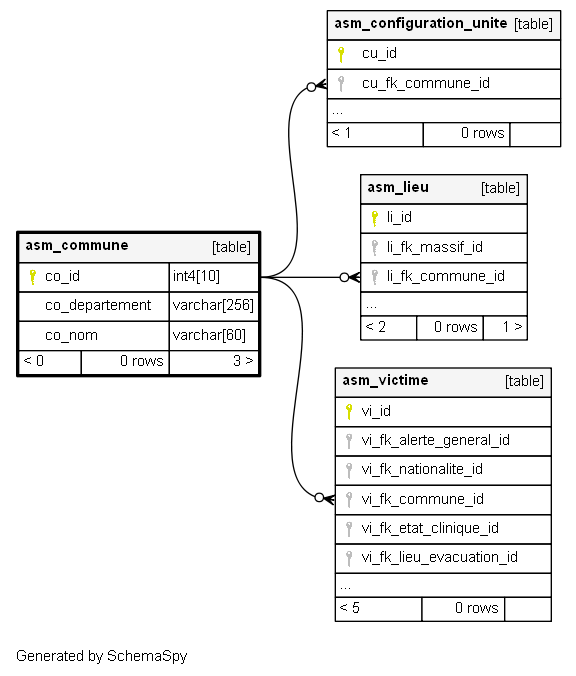 asm_configuration_unite [table]
cu_id
cu_fk_commune_id
...
< 1 0 rows
asm_lieu [table]
li_id
li_fk_massif_id
li_fk_commune_id
...
< 2 0 rows 1 >
asm_commune [table]
co_id int4[10]
co_departement varchar[256]
co_nom varchar[60]
< 0 0 rows 3 >
asm_victime [table]
vi_id
vi_fk_alerte_general_id
vi_fk_nationalite_id
vi_fk_commune_id
vi_fk_etat_clinique_id
vi_fk_lieu_evacuation_id
...
< 5 0 rows
Generated by SchemaSpy